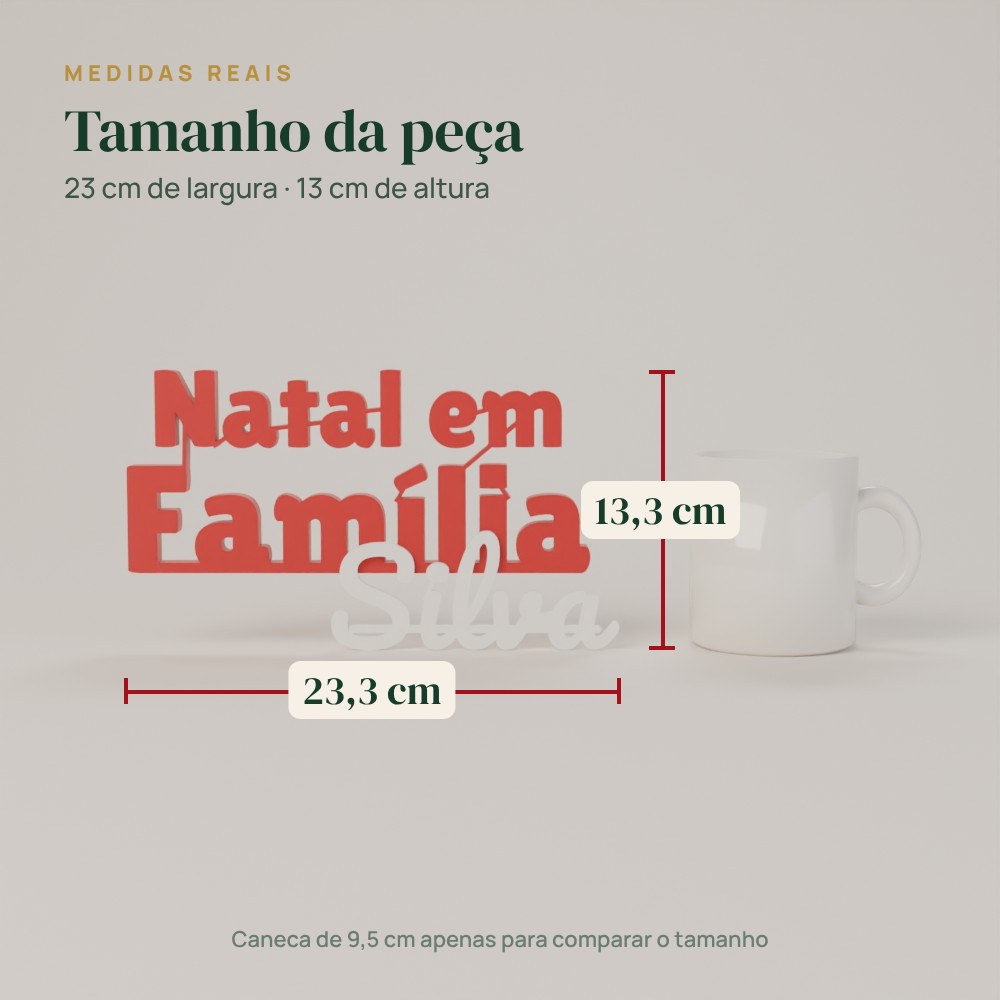 MEDIDAS REAIS
Tamanho da peça
23 cm de largura · 13 cm de altura
Natal em
Família
Silva
13,3 cm
23,3 cm
Caneca de 9,5 cm apenas para comparar o tamanho